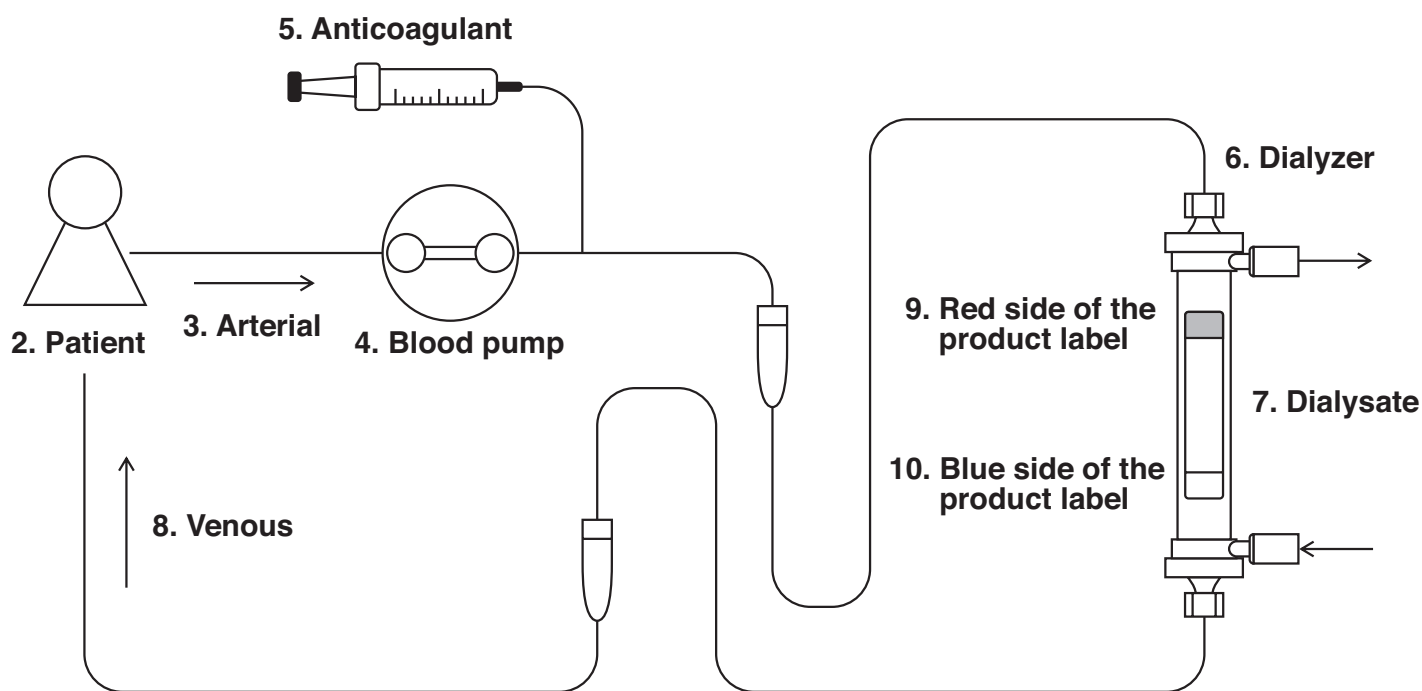 5. Anticoagulant
6. Dialyzer
2. Patient
3. Arterial
4. Blood pump
9. Red side of the
product label
7. Dialysate
10. Blue side of the
product label
8. Venous